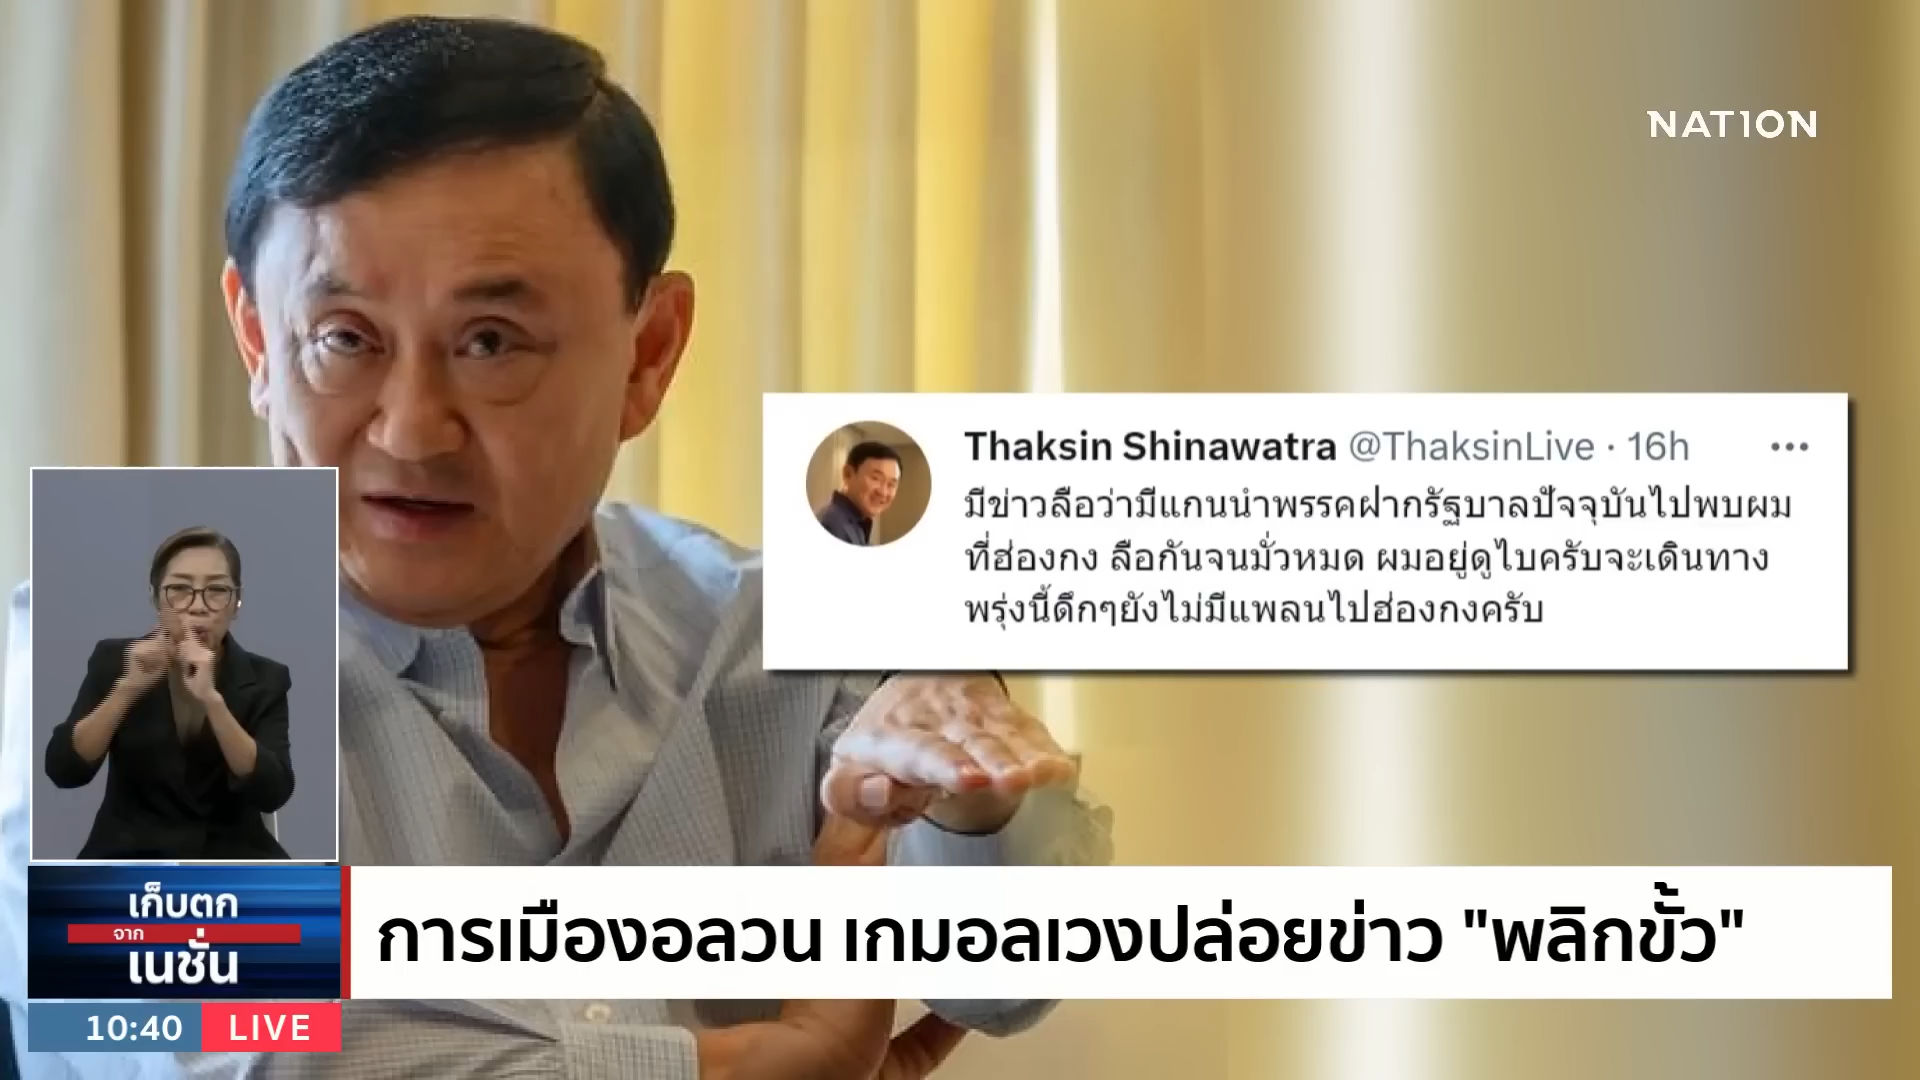 NATION
Thaksin Shinawatra @ThaksinLive · 16h
มีข่าวลือว่ามีแกนนำพรรคฝากรัฐบาลปัจจุบันไปพบผม
ที่ฮ่องกง ลือกันจนมั่วหมด ผมอยู่ดูไบครับจะเดินทาง
พรุ่งนี้ดึกๆยังไม่มีแพลนไปฮ่องกงครับ
เก็บตก
จาก
เนชั่น
การเมืองอลวน เกมอลเวงปล่อยข่าว "พลิกขั้ว"
10:40 LIVE